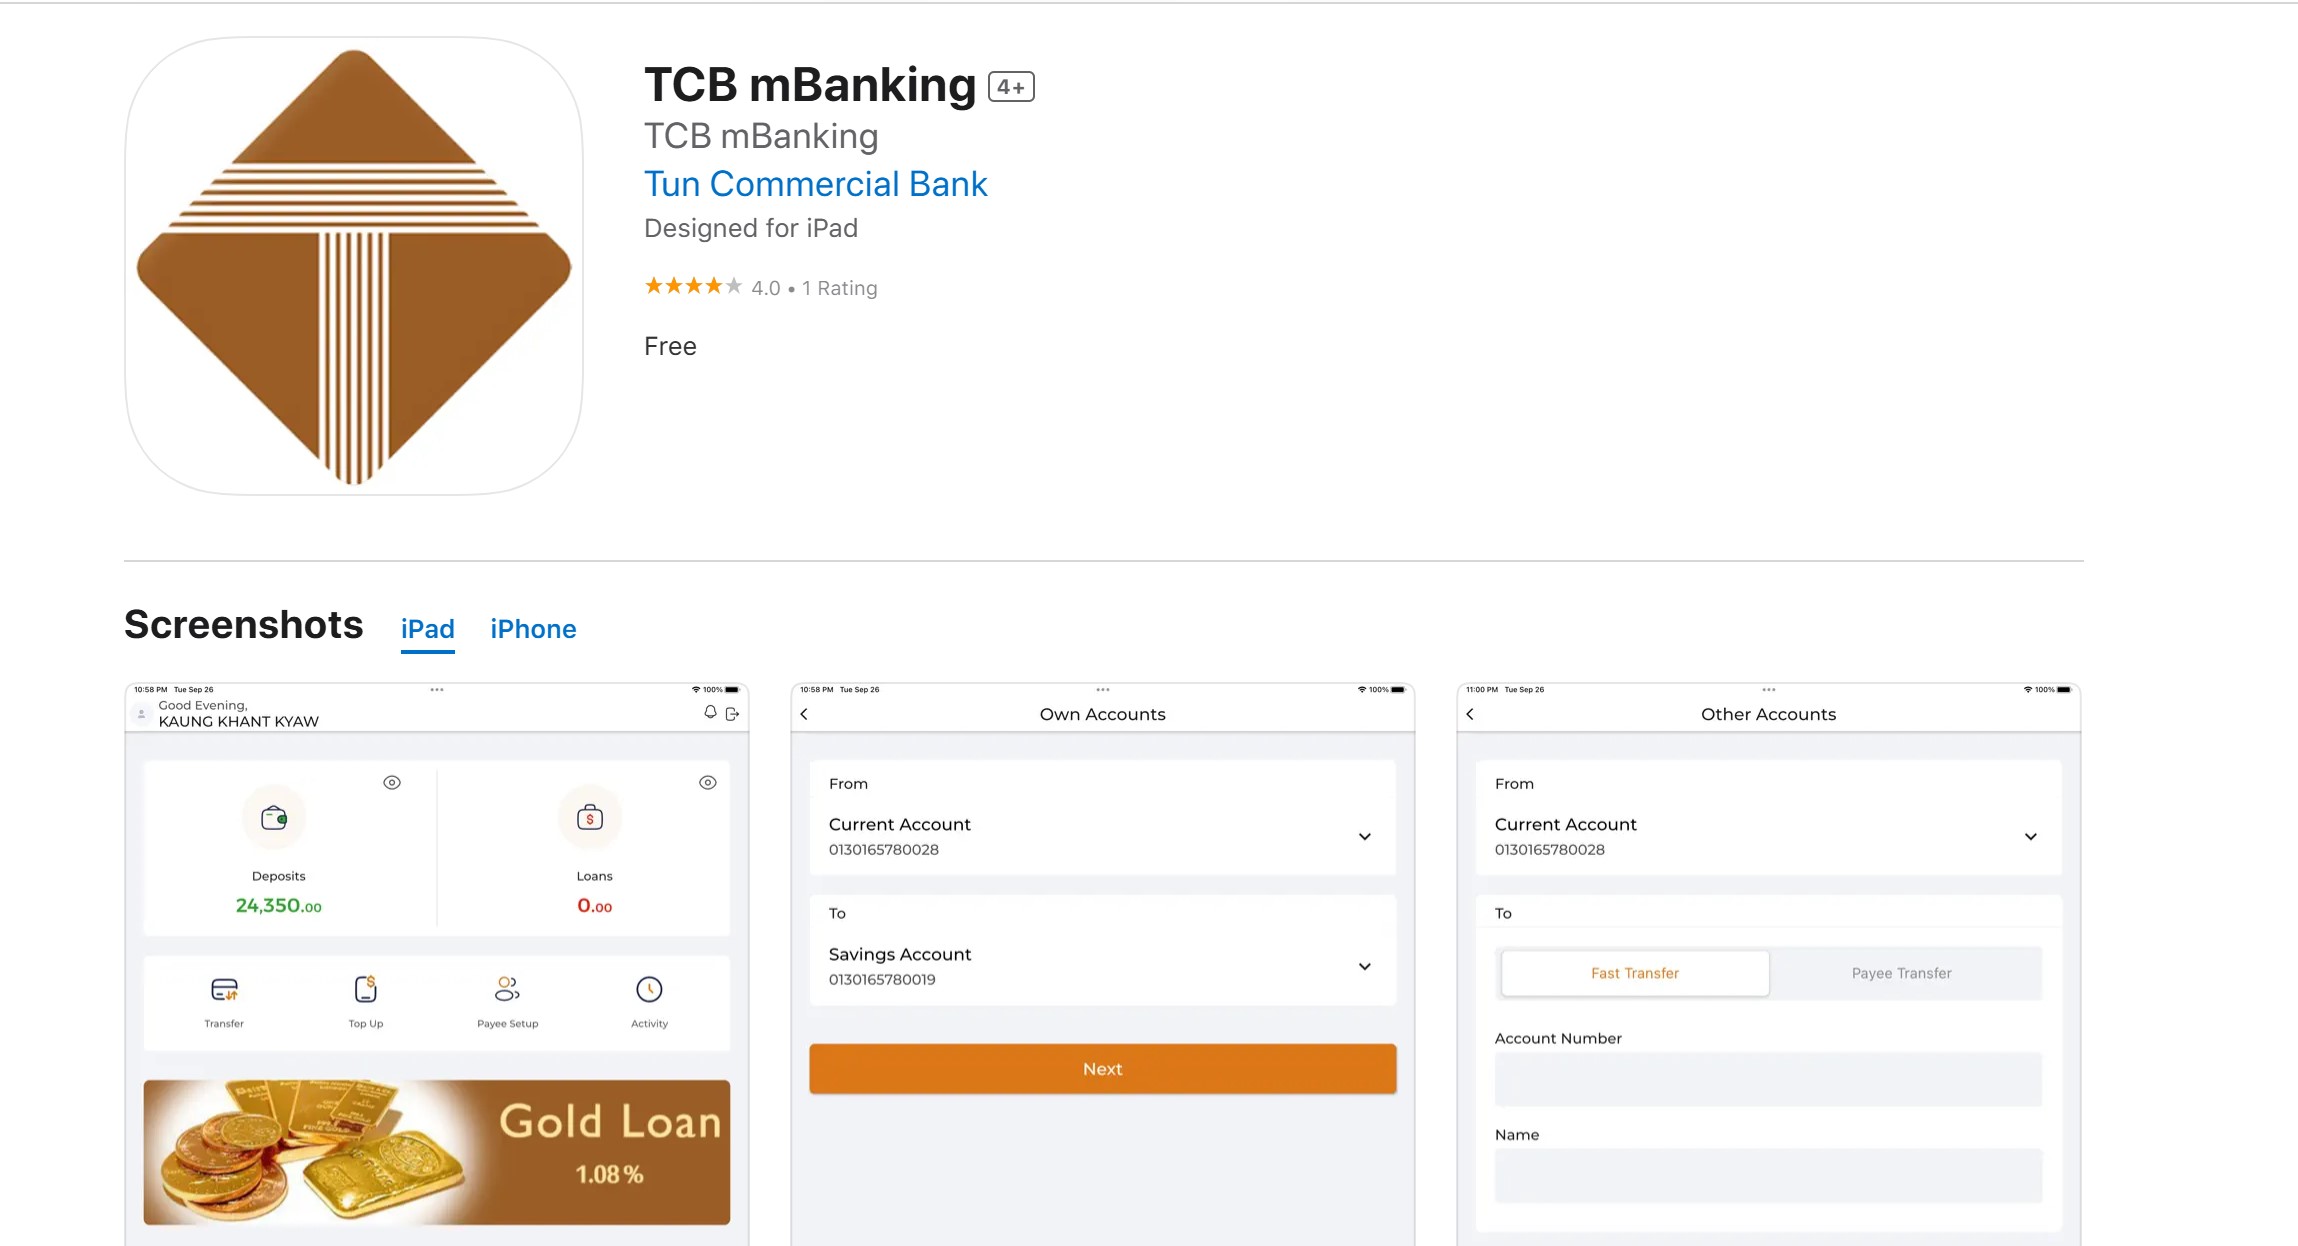 TCB mBanking 4+
TCB mBanking
Tun Commercial Bank
Designed for iPad
4.0 • 1 Rating
Free
Screenshots iPad iPhone
10:58 PM Tue Sep 26 100%
Good Evening,
KAUNG KHANT KYAW
Deposits
24,350.00
Loans
0.00
Transfer
Top Up
Payee Setup
Activity
Gold Loan
1.08%
10:58 PM Tue Sep 26 100%
Own Accounts
From
Current Account
0130165780028
To
Savings Account
0130165780019
Next
11:00 PM Tue Sep 26 100%
Other Accounts
From
Current Account
0130165780028
To
Fast Transfer
Payee Transfer
Account Number
Name